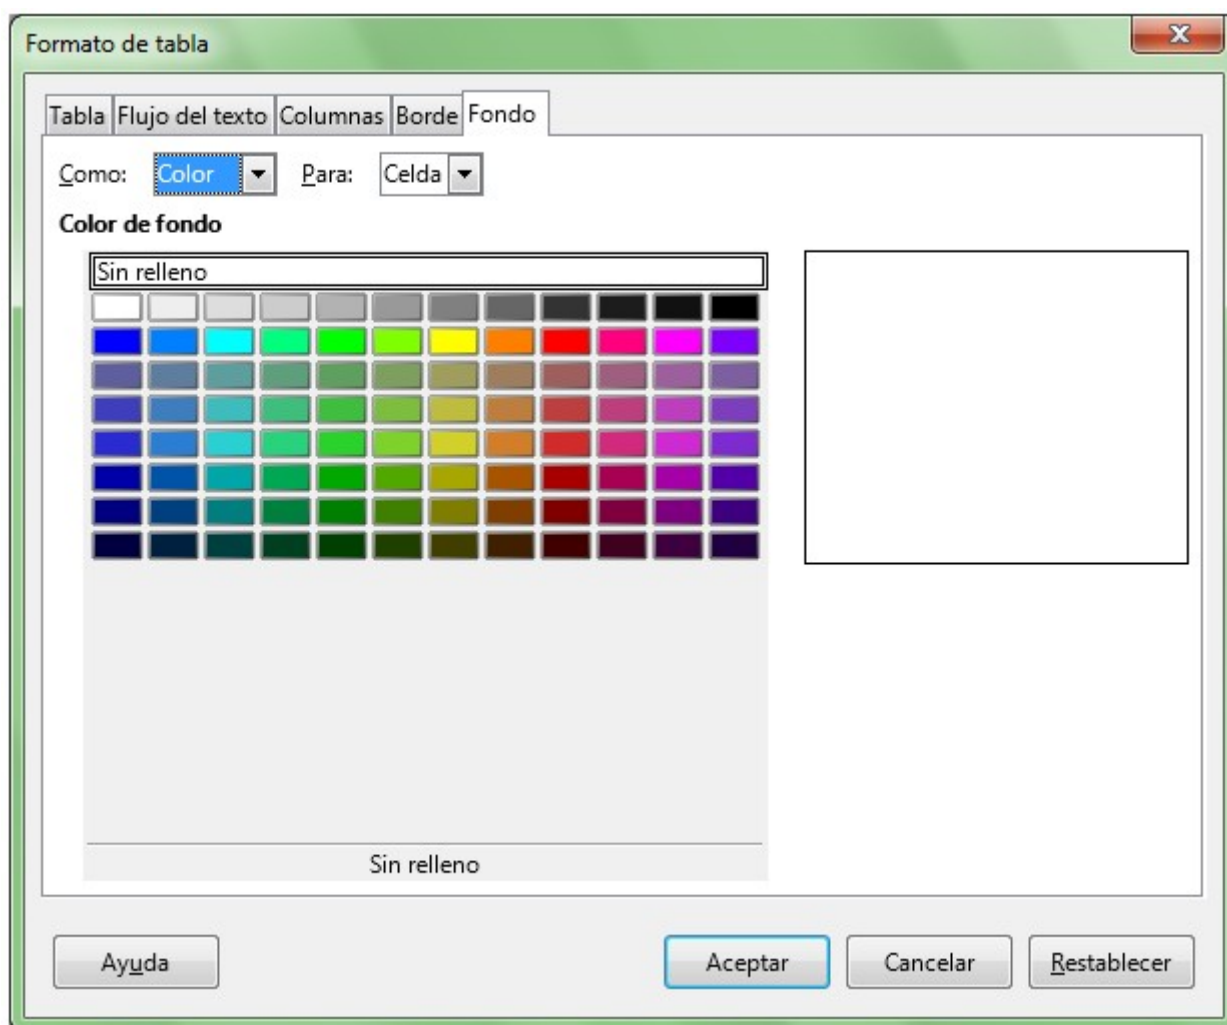 Formato de tabla
x
Tabla Flujo del texto Columnas Borde Fondo
Como: Color Para: Celda
Color de fondo
Sin relleno
Sin relleno
Ayuda Aceptar Cancelar Restablecer